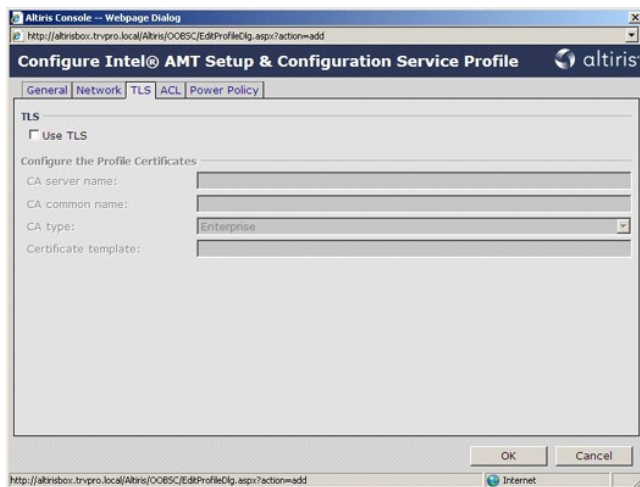 Altiris Console -- Webpage Dialog
http://altirisbox.trvpro.local/Altiris/OOBSC/EditProfileDlg.aspx?action=add
Configure Intel® AMT Setup & Configuration Service Profile altiris
General Network TLS ACL Power Policy
TLS
Use TLS
Configure the Profile Certificates
CA server name:
CA common name:
CA type: Enterprise
Certificate template:
OK Cancel
http://altirisbox.trvpro.local/Altiris/OOBSC/EditProfileDlg.aspx?action=add Internet